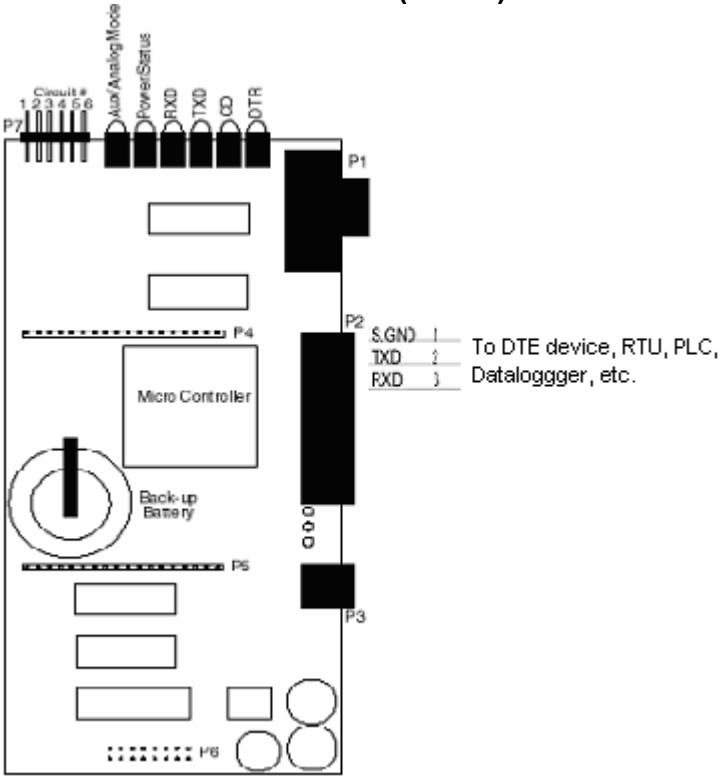 Circuit #
1 2 3 4 5 6
P7
Aux/AnalogMode
Power/Status
RXD
TXD
CD
DTR
P1
P2
S.GND 1
TXD 2
RXD 3
To DTE device, RTU, PLC,
Dataloggger, etc.
P4
Micro Controller
Back-up
Battery
P5
P3
P6